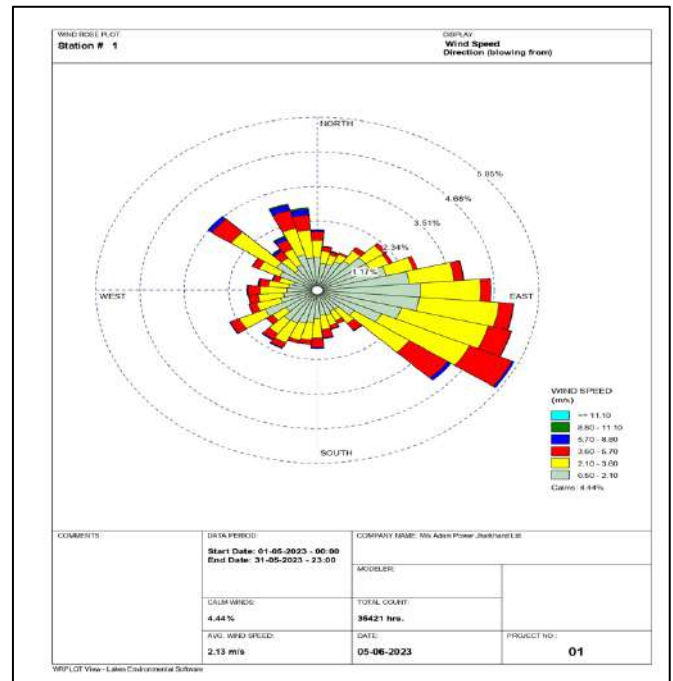 WIND ROSE PLOT:
Station # 1
DISPLAY:
Wind Speed
Direction (blowing from)
NORTH
5.85%
4.68%
3.51%
2.34%
1.17%
WEST
EAST
SOUTH
WIND SPEED
(m/s)
>= 11.10
8.80 - 11.10
5.70 - 8.80
3.60 - 5.70
2.10 - 3.60
0.50 - 2.10
Calms: 4.44%
COMMENTS:
DATA PERIOD:
Start Date: 01-05-2023 - 00:00
End Date: 31-05-2023 - 23:00
COMPANY NAME: M/s Adani Power Jharkhand Ltd.
MODELER:
CALM WINDS:
4.44%
TOTAL COUNT:
35421 hrs.
AVG. WIND SPEED:
2.13 m/s
DATE:
05-06-2023
PROJECT NO.:
01
WRPLOT View - Lakes Environmental Software